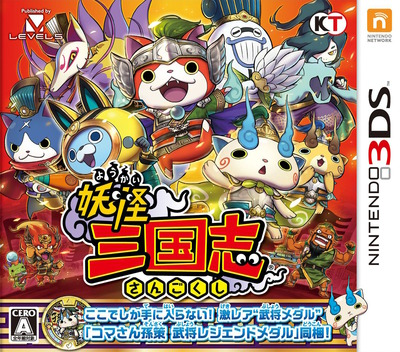 Published by
LEVEL5
KT
NINTENDO
NETWORK
NINTENDO 3DS
ようかい
妖怪
三国志
さんごくし
CERO
A
ここでしか手に入らない! 激レア"武将メダル"
「コマさん孫策 武将レジェンドメダル」同梱!